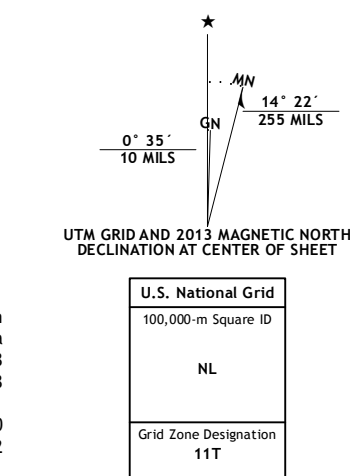 ★
MN
14° 22´
255 MILS
GN
0° 35´
10 MILS
UTM GRID AND 2013 MAGNETIC NORTH
DECLINATION AT CENTER OF SHEET
U.S. National Grid
100,000-m Square ID
NL
Grid Zone Designation
11T